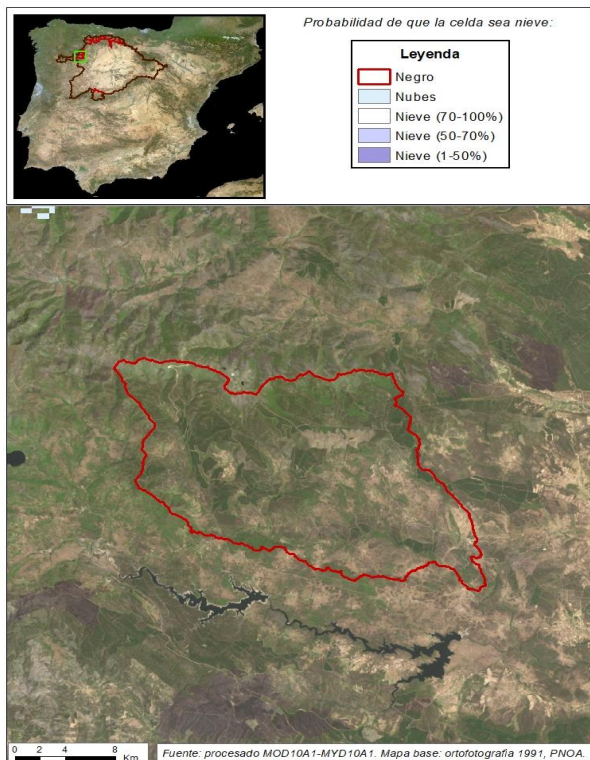 Probabilidad de que la celda sea nieve:
Leyenda
Negro
Nubes
Nieve (70-100%)
Nieve (50-70%)
Nieve (1-50%)
0 2 4 8
Km
Fuente: procesado MOD10A1-MYD10A1. Mapa base: ortofotografía 1991, PNOA.